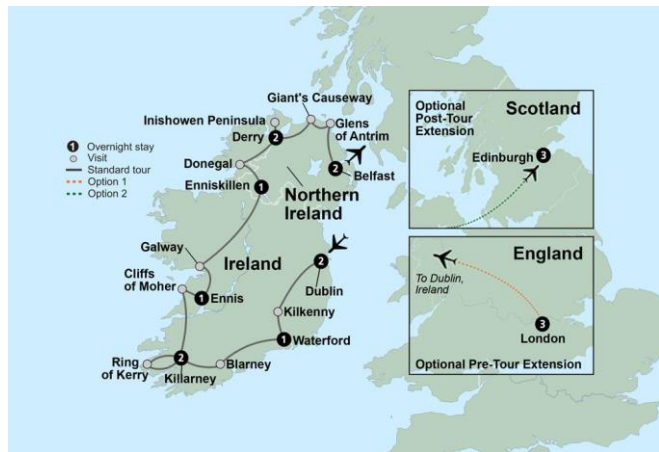 1 Overnight stay
Visit
Standard tour
Option 1
Option 2
Giant's Causeway
Inishowen Peninsula
Derry
2
Glens
of Antrim
Donegal
2
Belfast
Enniskillen
1
Northern
Ireland
Galway
Ireland
2
Dublin
Cliffs
of Moher
1
Ennis
Kilkenny
1
Waterford
Ring
of Kerry
2
Killarney
Blarney
Optional
Post-Tour
Extension
Scotland
Edinburgh
3
England
To Dublin,
Ireland
3
London
Optional Pre-Tour Extension